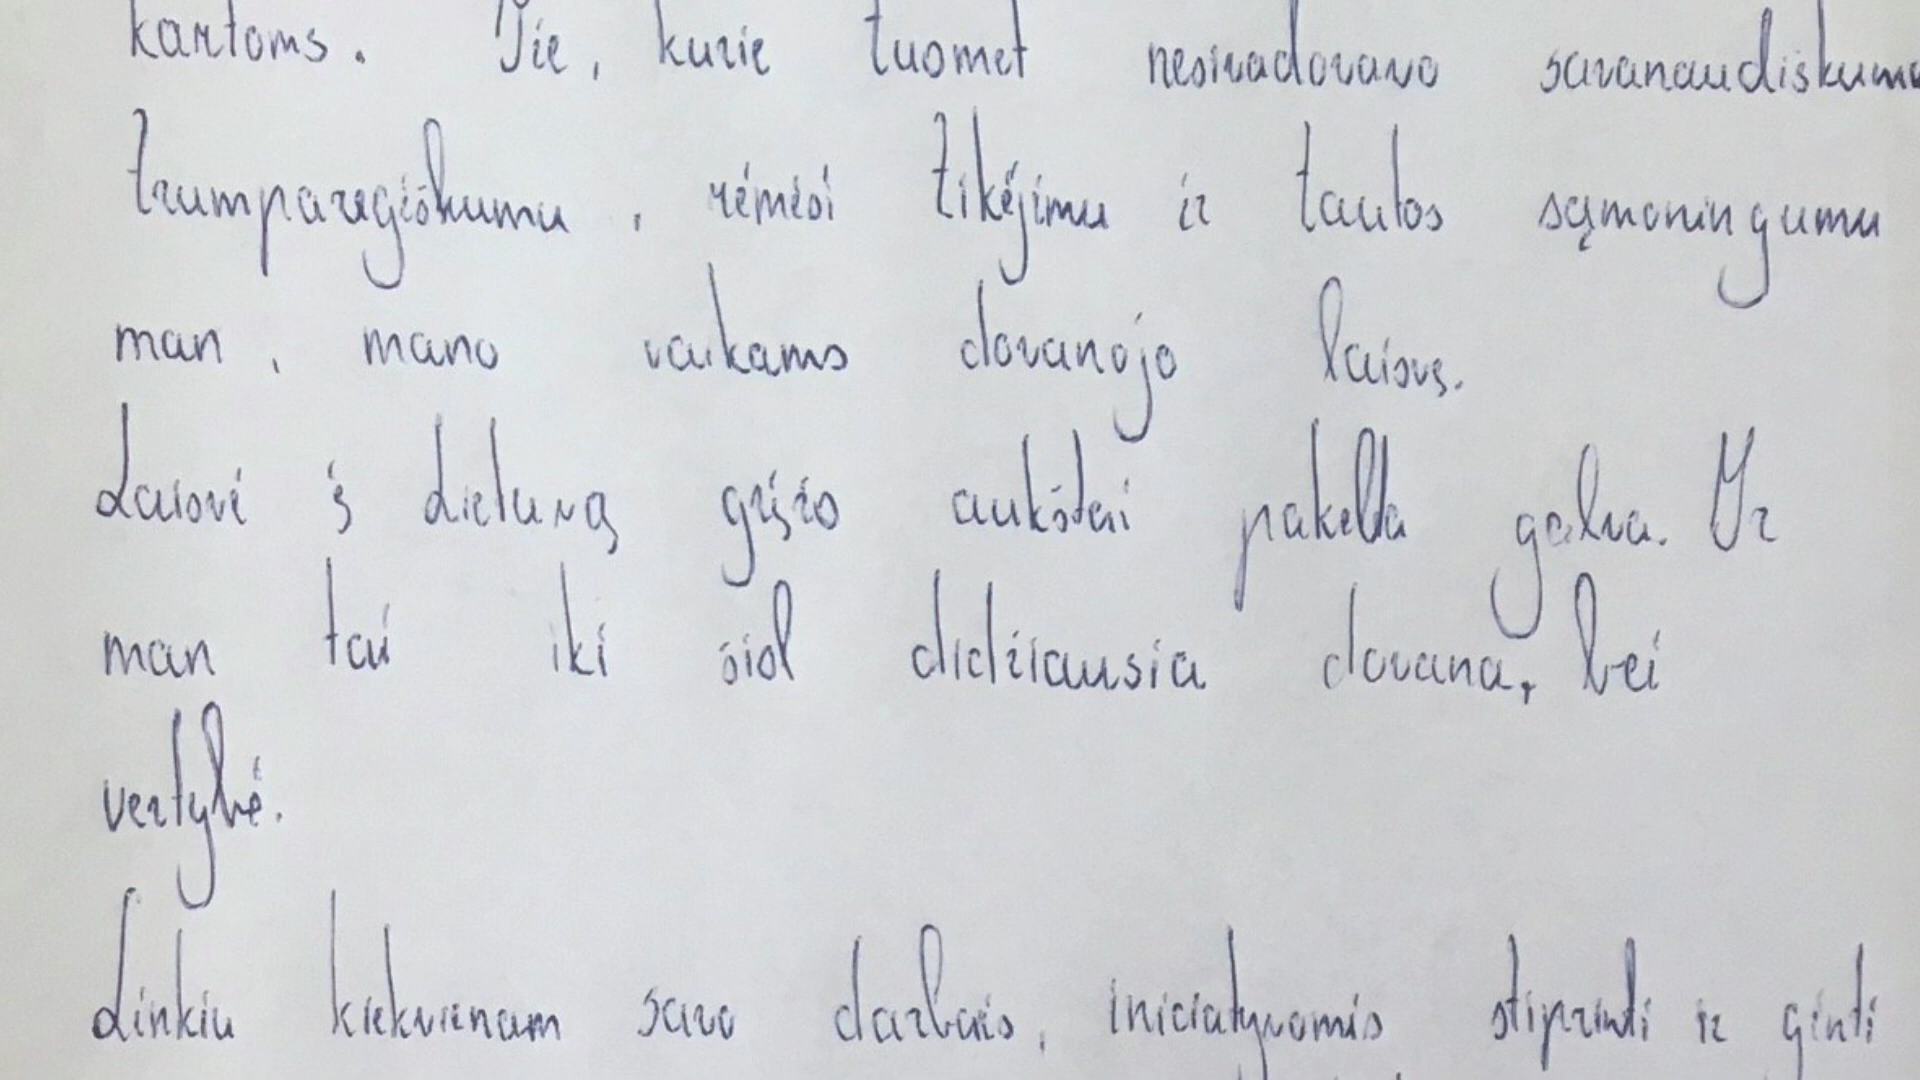 kartoms. Tie, kurie tuomet nesivadovavo savanaudiškumu
trumparegiškumu, rėmėsi tikėjimu ir tautos sąmoningumu
man, mano vaikams dovanojo laisvę.
Laisvė į Lietuvą grįžo aukštai pakelta galva. Ir
man tai iki šiol didžiausia dovana, bei
vertybė.
Linkiu kiekvienam savo darbais, iniciatyvomis stiprinti ir ginti